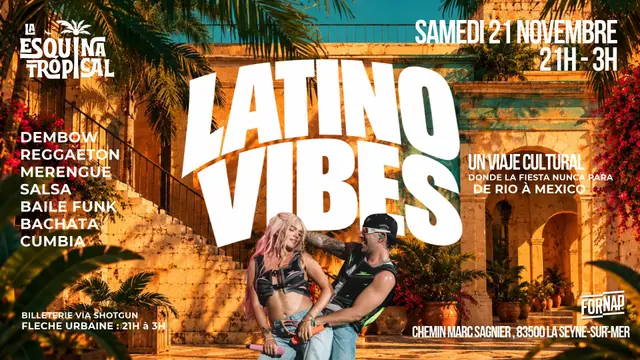 LA
ESQUINA
TROPICAL
SAMEDI 21 NOVEMBRE
21H - 3H
LATINO
VIBES
DEMBOW
REGGAETON
MERENGUE
SALSA
BAILE FUNK
BACHATA
CUMBIA
UN VIAJE CULTURAL
DONDE LA FIESTA NUNCA PARA
DE RIO À MEXICO
BILLETERIE VIA SHOTGUN
FLECHE URBAINE : 21H à 3H
FORNAP
CHEMIN MARC SAGNIER , 83500 LA SEYNE-SUR-MER